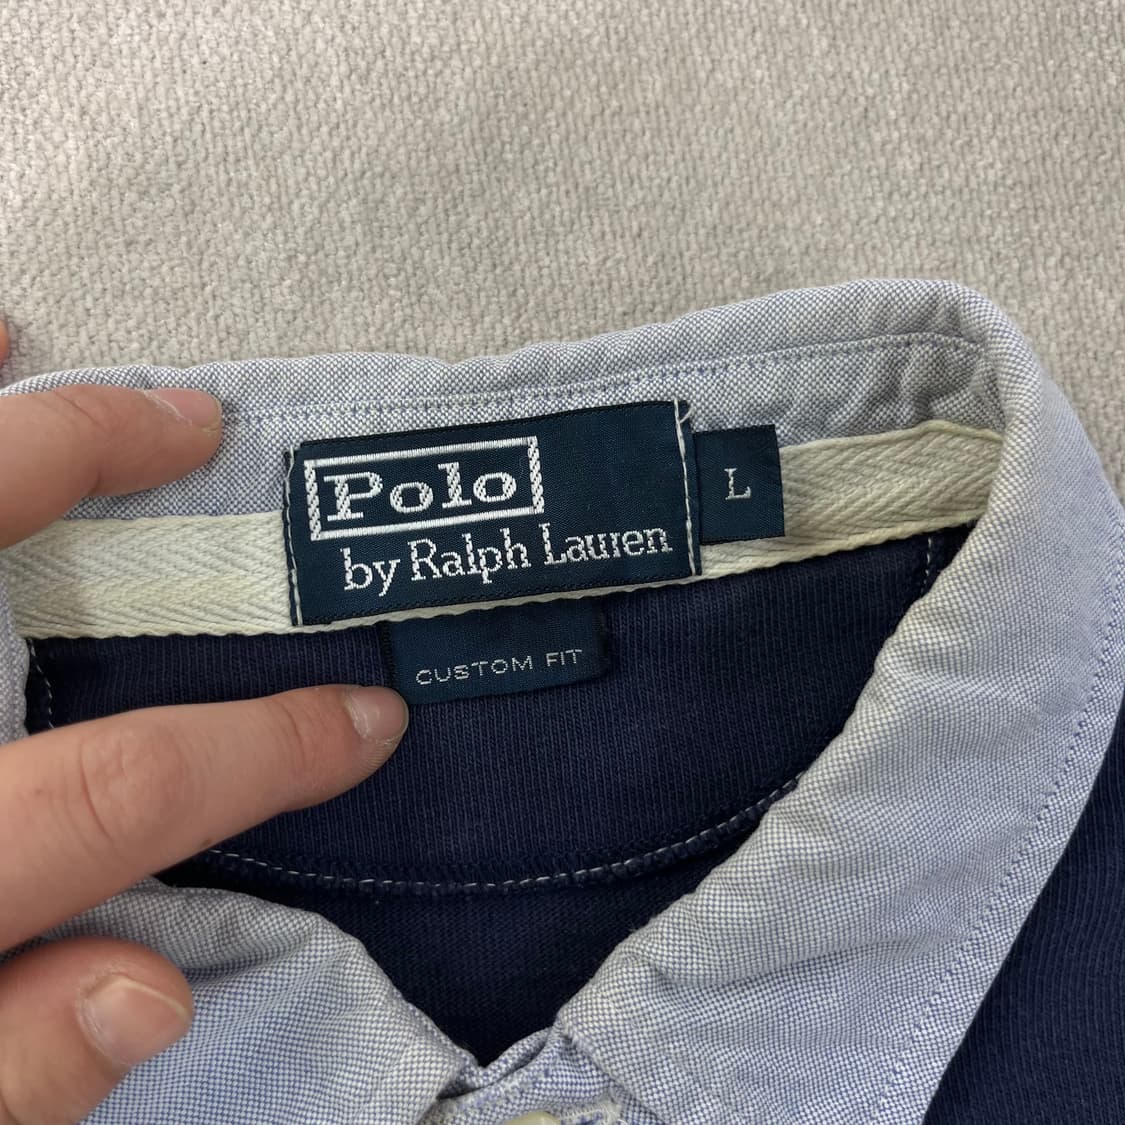 Polo
by Ralph Lauren
L
CUSTOM FIT